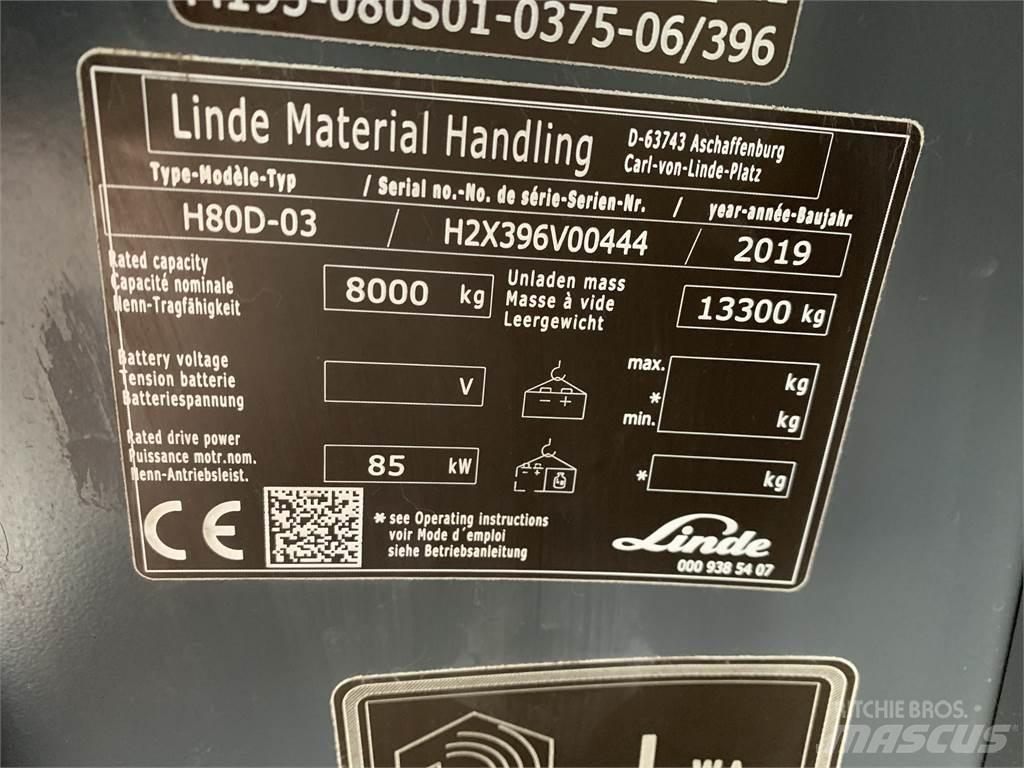 -080S01-0375-06/396
Linde Material Handling
D-63743 Aschaffenburg
Carl-von-Linde-Platz
Type-Modèle-Typ / Serial no.-No. de série-Serien-Nr. / year-année-Baujahr
H80D-03 / H2X396V00444 / 2019
Rated capacity
Capacité nominale
Nenn-Tragfähigkeit
8000 kg
Unladen mass
Masse à vide
Leergewicht
13300 kg
Battery voltage
Tension batterie
Batteriespannung
V
max. kg
*
min. kg
Rated drive power
Puissance motr.nom.
Nenn-Antriebsleist.
85 kW
* kg
CE
* see Operating instructions
voir Mode d´emploi
siehe Betriebsanleitung
Linde
000 938 54 07
RITCHIE BROS.
MASCUS